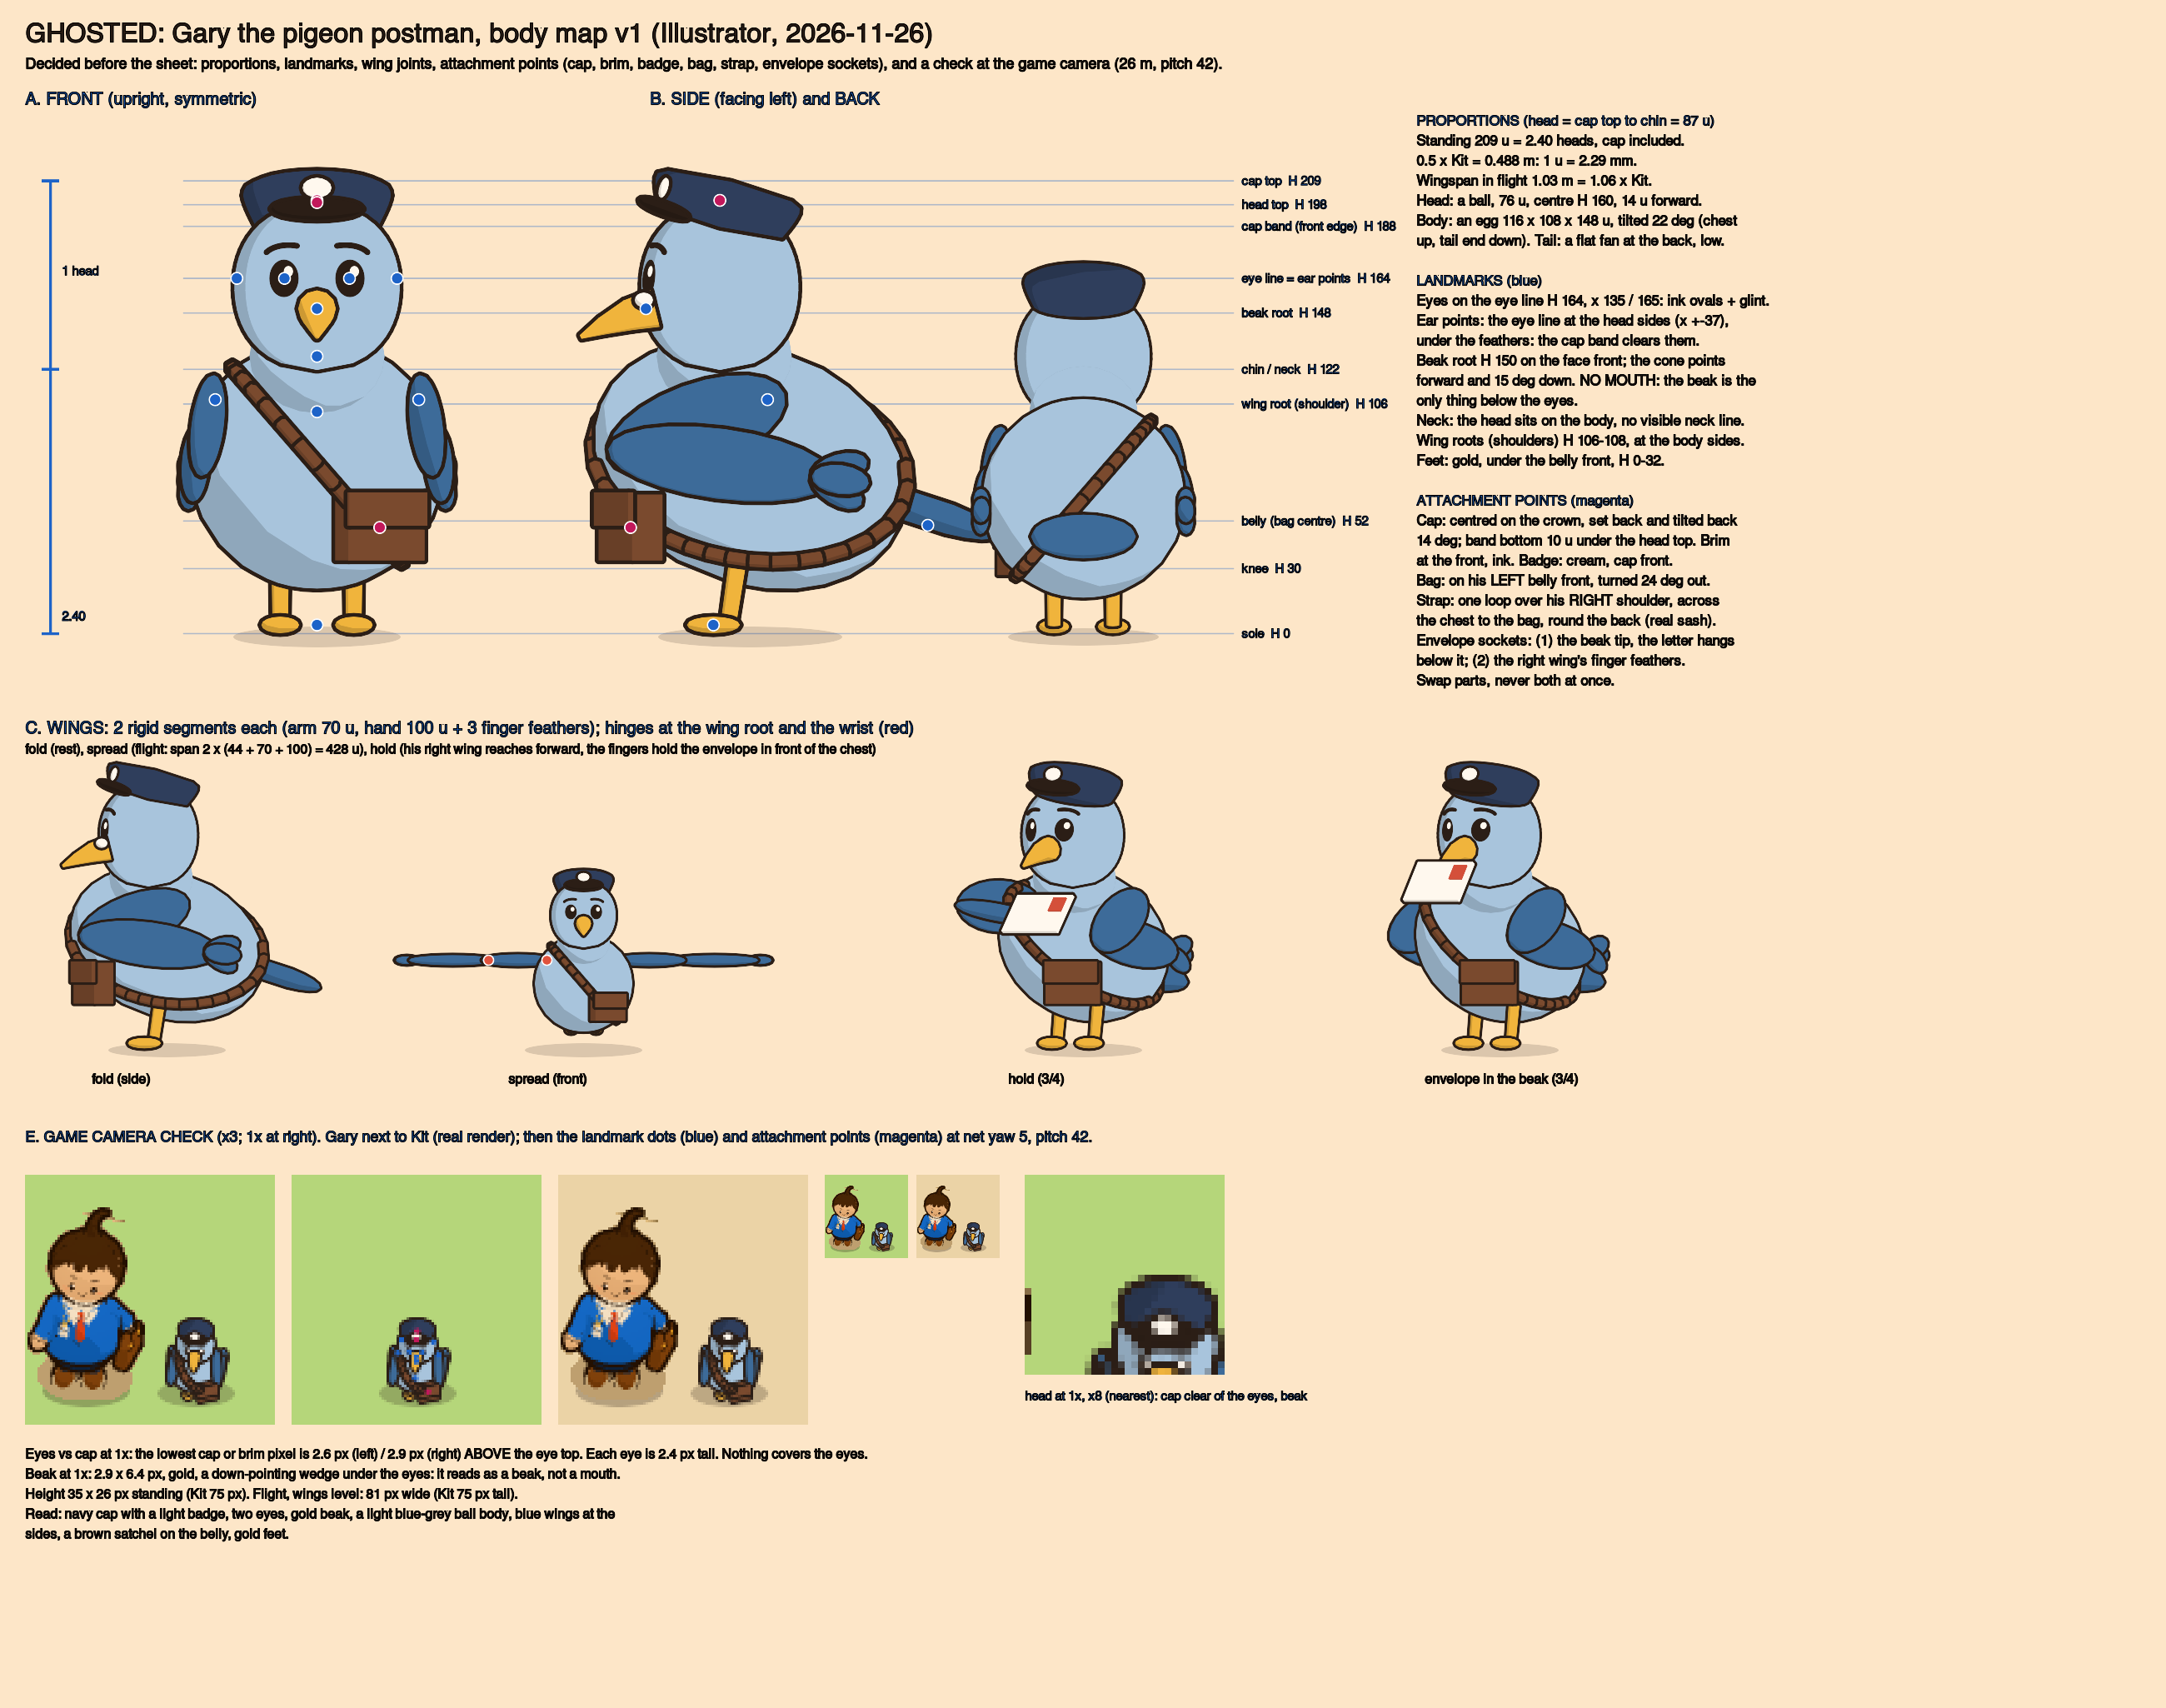 GHOSTED: Gary the pigeon postman, body map v1 (Illustrator, 2026-11-26)
Decided before the sheet: proportions, landmarks, wing joints, attachment points (cap, brim, badge, bag, strap, envelope sockets), and a check at the game camera (26 m, pitch 42).
A. FRONT (upright, symmetric)
B. SIDE (facing left) and BACK
1 head
2.40
cap top H 209
head top H 198
cap band (front edge) H 188
eye line = ear points H 164
beak root H 148
chin / neck H 122
wing root (shoulder) H 106
belly (bag centre) H 52
knee H 30
sole H 0
PROPORTIONS (head = cap top to chin = 87 u)
Standing 209 u = 2.40 heads, cap included.
0.5 x Kit = 0.488 m: 1 u = 2.29 mm.
Wingspan in flight 1.03 m = 1.06 x Kit.
Head: a ball, 76 u, centre H 160, 14 u forward.
Body: an egg 116 x 108 x 148 u, tilted 22 deg (chest
up, tail end down). Tail: a flat fan at the back, low.
LANDMARKS (blue)
Eyes on the eye line H 164, x 135 / 165: ink ovals + glint.
Ear points: the eye line at the head sides (x +-37),
under the feathers: the cap band clears them.
Beak root H 150 on the face front; the cone points
forward and 15 deg down. NO MOUTH: the beak is the
only thing below the eyes.
Neck: the head sits on the body, no visible neck line.
Wing roots (shoulders) H 106-108, at the body sides.
Feet: gold, under the belly front, H 0-32.
ATTACHMENT POINTS (magenta)
Cap: centred on the crown, set back and tilted back
14 deg; band bottom 10 u under the head top. Brim
at the front, ink. Badge: cream, cap front.
Bag: on his LEFT belly front, turned 24 deg out.
Strap: one loop over his RIGHT shoulder, across
the chest to the bag, round the back (real sash).
Envelope sockets: (1) the beak tip, the letter hangs
below it; (2) the right wing's finger feathers.
Swap parts, never both at once.
C. WINGS: 2 rigid segments each (arm 70 u, hand 100 u + 3 finger feathers); hinges at the wing root and the wrist (red)
fold (rest), spread (flight: span 2 x (44 + 70 + 100) = 428 u), hold (his right wing reaches forward, the fingers hold the envelope in front of the chest)
fold (side)
spread (front)
hold (3/4)
envelope in the beak (3/4)
E. GAME CAMERA CHECK (x3; 1x at right). Gary next to Kit (real render); then the landmark dots (blue) and attachment points (magenta) at net yaw 5, pitch 42.
head at 1x, x8 (nearest): cap clear of the eyes, beak
Eyes vs cap at 1x: the lowest cap or brim pixel is 2.6 px (left) / 2.9 px (right) ABOVE the eye top. Each eye is 2.4 px tall. Nothing covers the eyes.
Beak at 1x: 2.9 x 6.4 px, gold, a down-pointing wedge under the eyes: it reads as a beak, not a mouth.
Height 35 x 26 px standing (Kit 75 px). Flight, wings level: 81 px wide (Kit 75 px tall).
Read: navy cap with a light badge, two eyes, gold beak, a light blue-grey ball body, blue wings at the
sides, a brown satchel on the belly, gold feet.